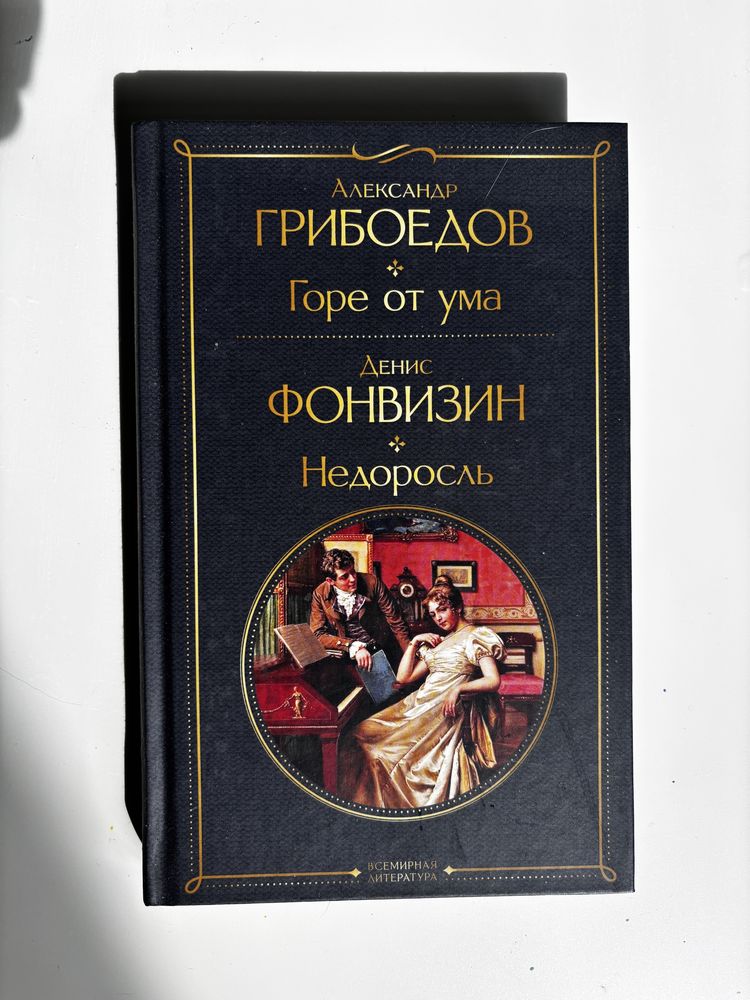 Александр
ГРИБОЕДОВ
Горе от ума
Денис
ФОНВИЗИН
Недоросль
ВСЕМИРНАЯ
ЛИТЕРАТУРА